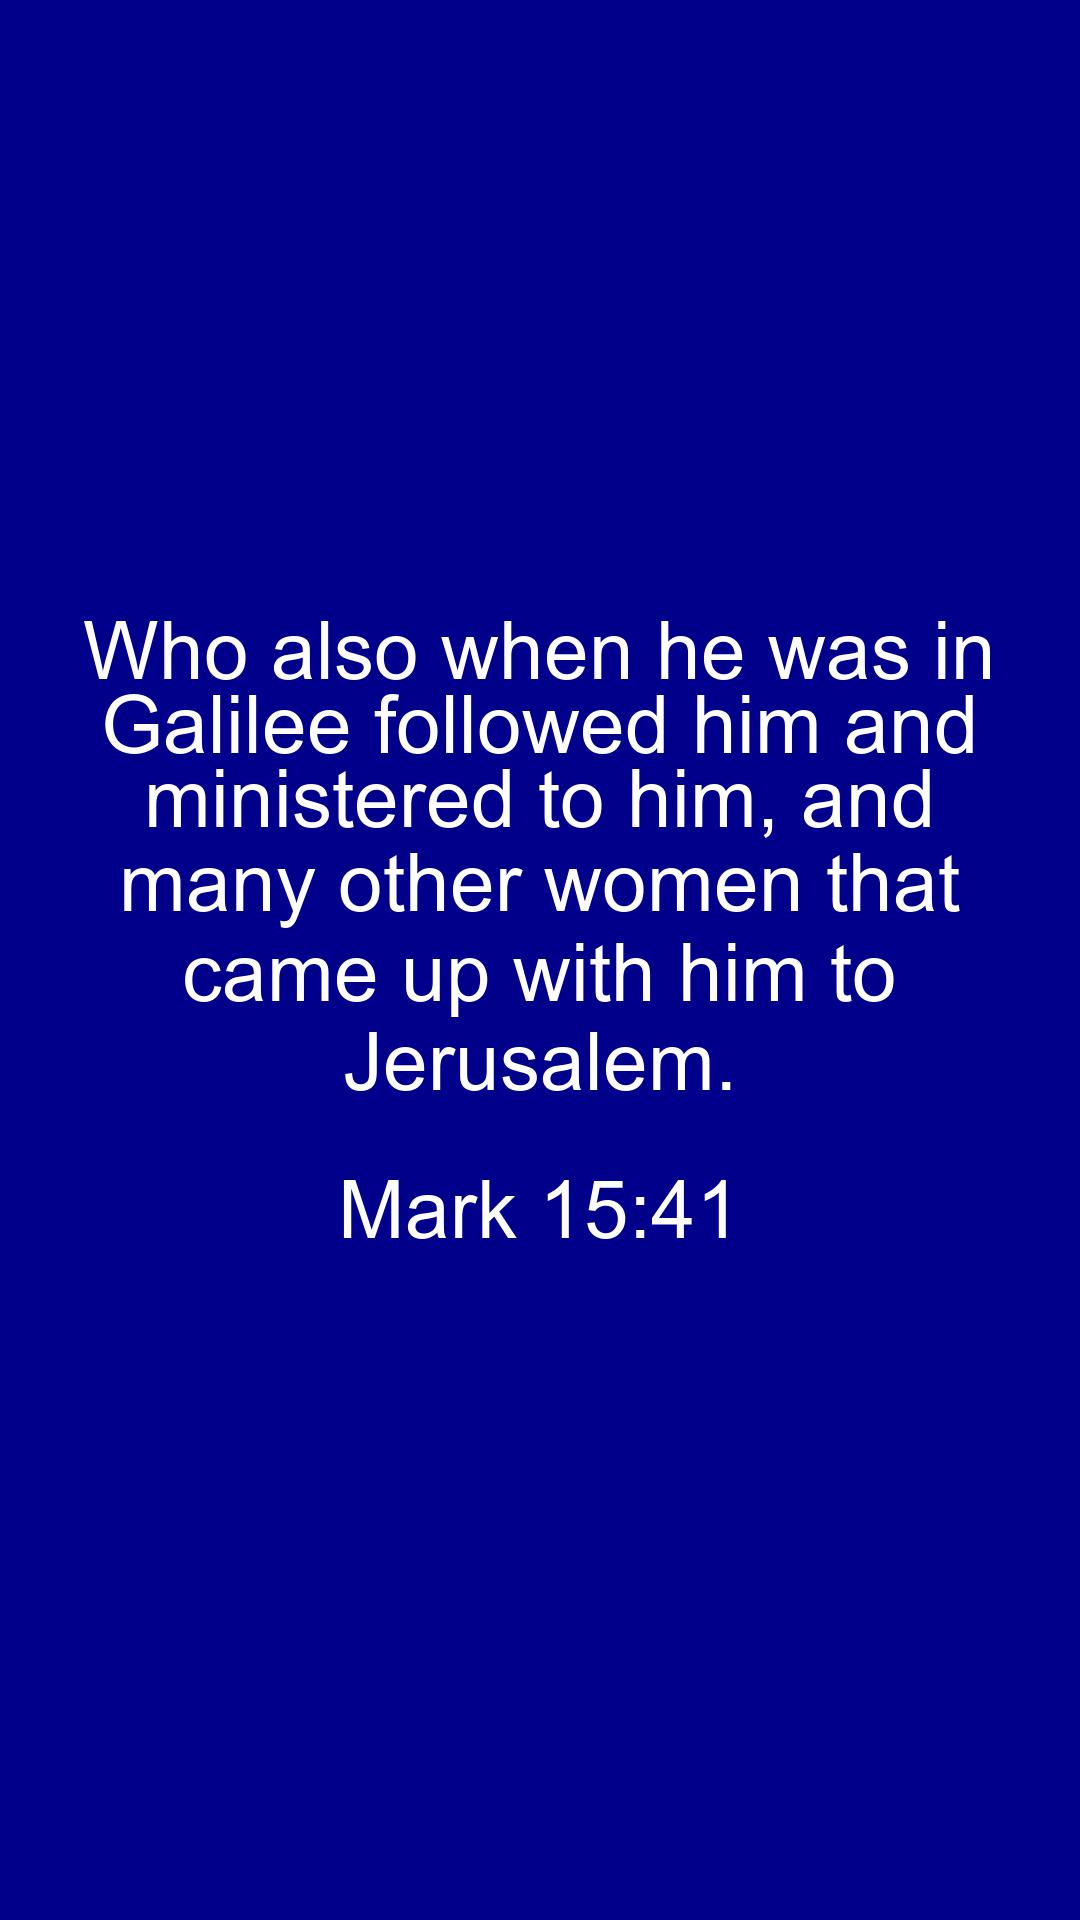 Who also when he was in
Galilee followed him and
ministered to him, and
many other women that
came up with him to
Jerusalem.
Mark 15:41